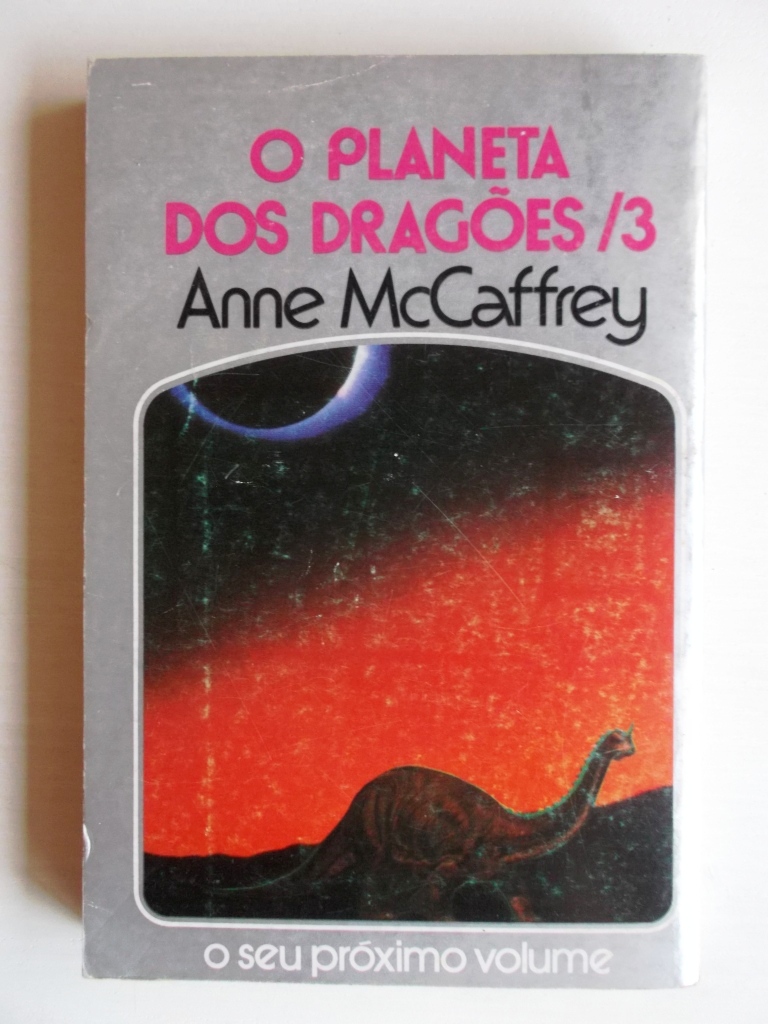 O PLANETA
DOS DRAGÕES /3
Anne McCaffrey
o seu próximo volume